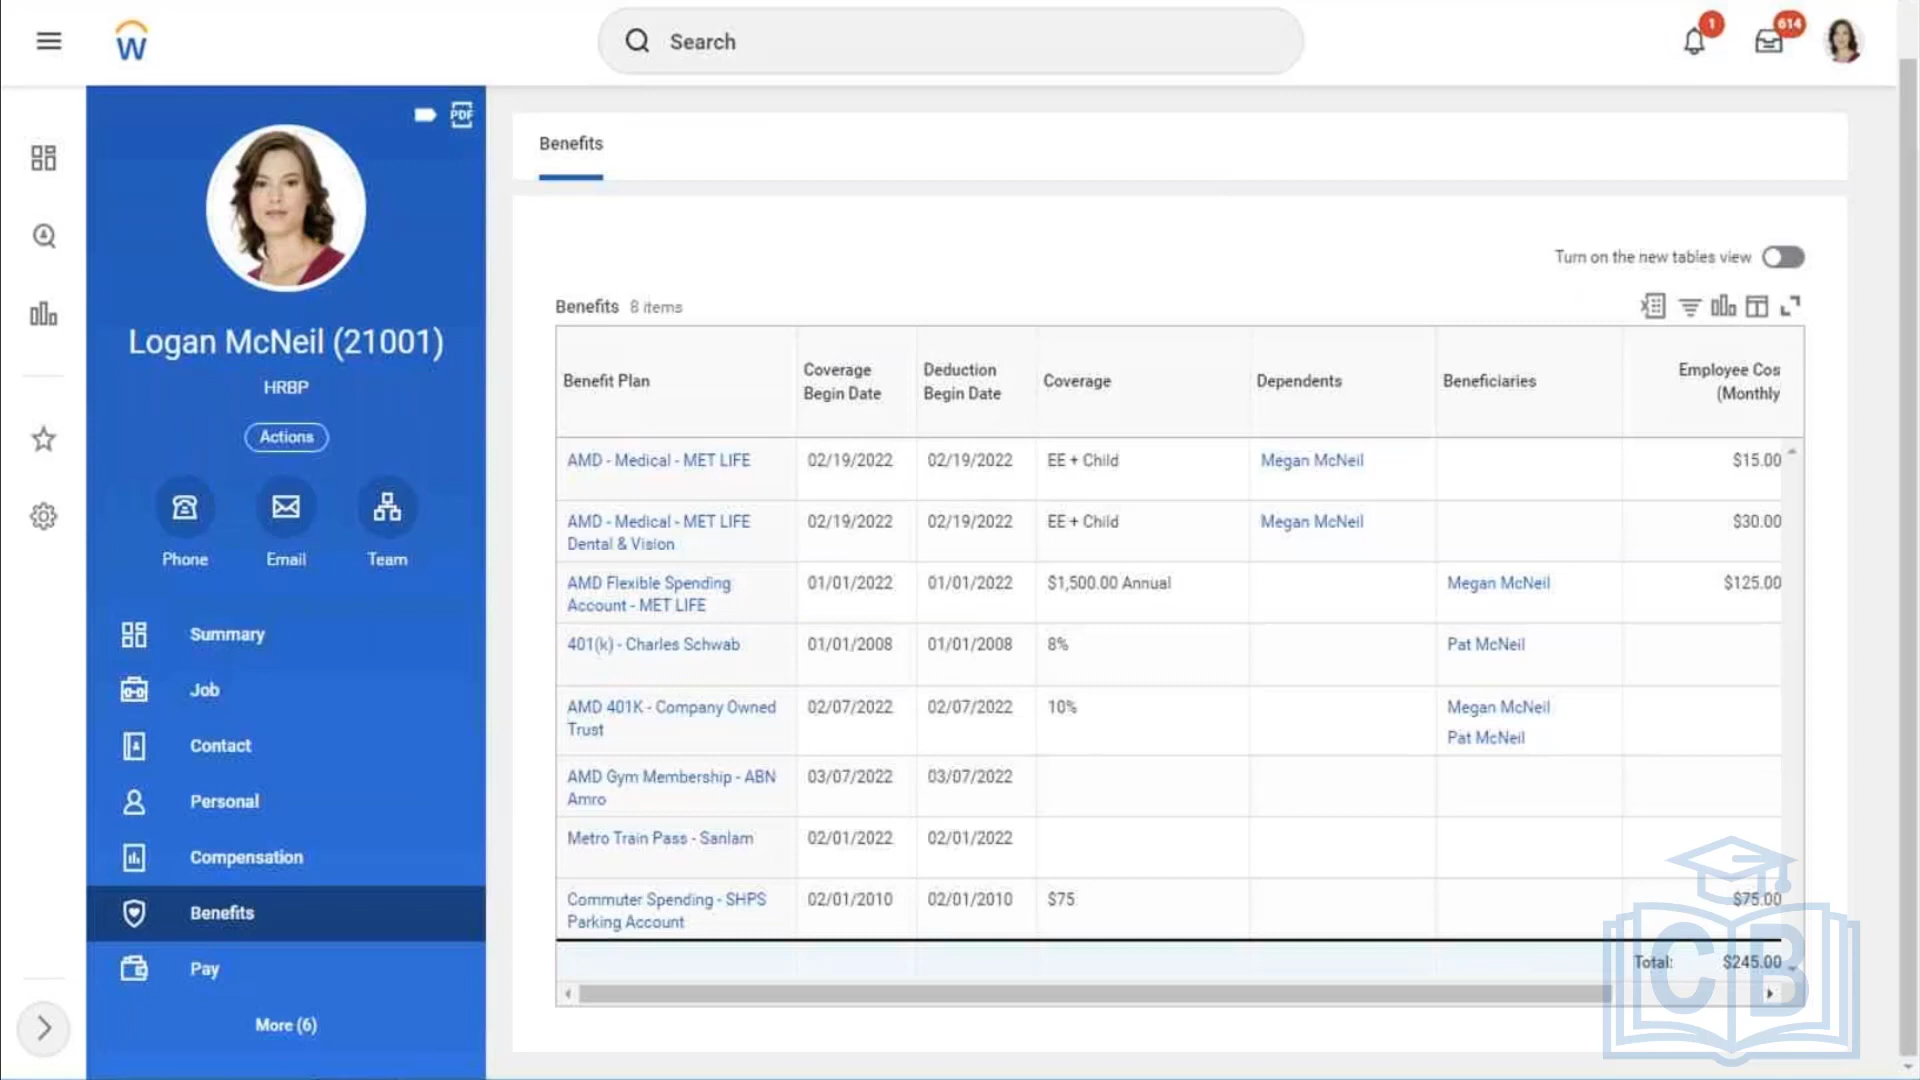 W
Search
1
614
PDF
Logan McNeil (21001)
HRBP
Actions
Phone
Email
Team
Summary
Job
Contact
Personal
Compensation
Benefits
Pay
More (6)
Benefits
Turn on the new tables view
Benefits 8 items
Benefit Plan
Coverage
Begin Date
Deduction
Begin Date
Coverage
Dependents
Beneficiaries
Employee Cos
(Monthly
AMD - Medical - MET LIFE 02/19/2022 02/19/2022 EE + Child Megan McNeil $15.00
AMD - Medical - MET LIFE 02/19/2022 02/19/2022 EE + Child Megan McNeil $30.00
Dental & Vision
AMD Flexible Spending 01/01/2022 01/01/2022 $1,500.00 Annual Megan McNeil $125.00
Account - MET LIFE
401(k) - Charles Schwab 01/01/2008 01/01/2008 8% Pat McNeil
AMD 401K - Company Owned 02/07/2022 02/07/2022 10% Megan McNeil
Trust
Pat McNeil
AMD Gym Membership - ABN 03/07/2022 03/07/2022
Amro
Metro Train Pass - Sanlam 02/01/2022 02/01/2022
Commuter Spending - SHPS 02/01/2010 02/01/2010 $75 $75.00
Parking Account
Total: $245.00
CB